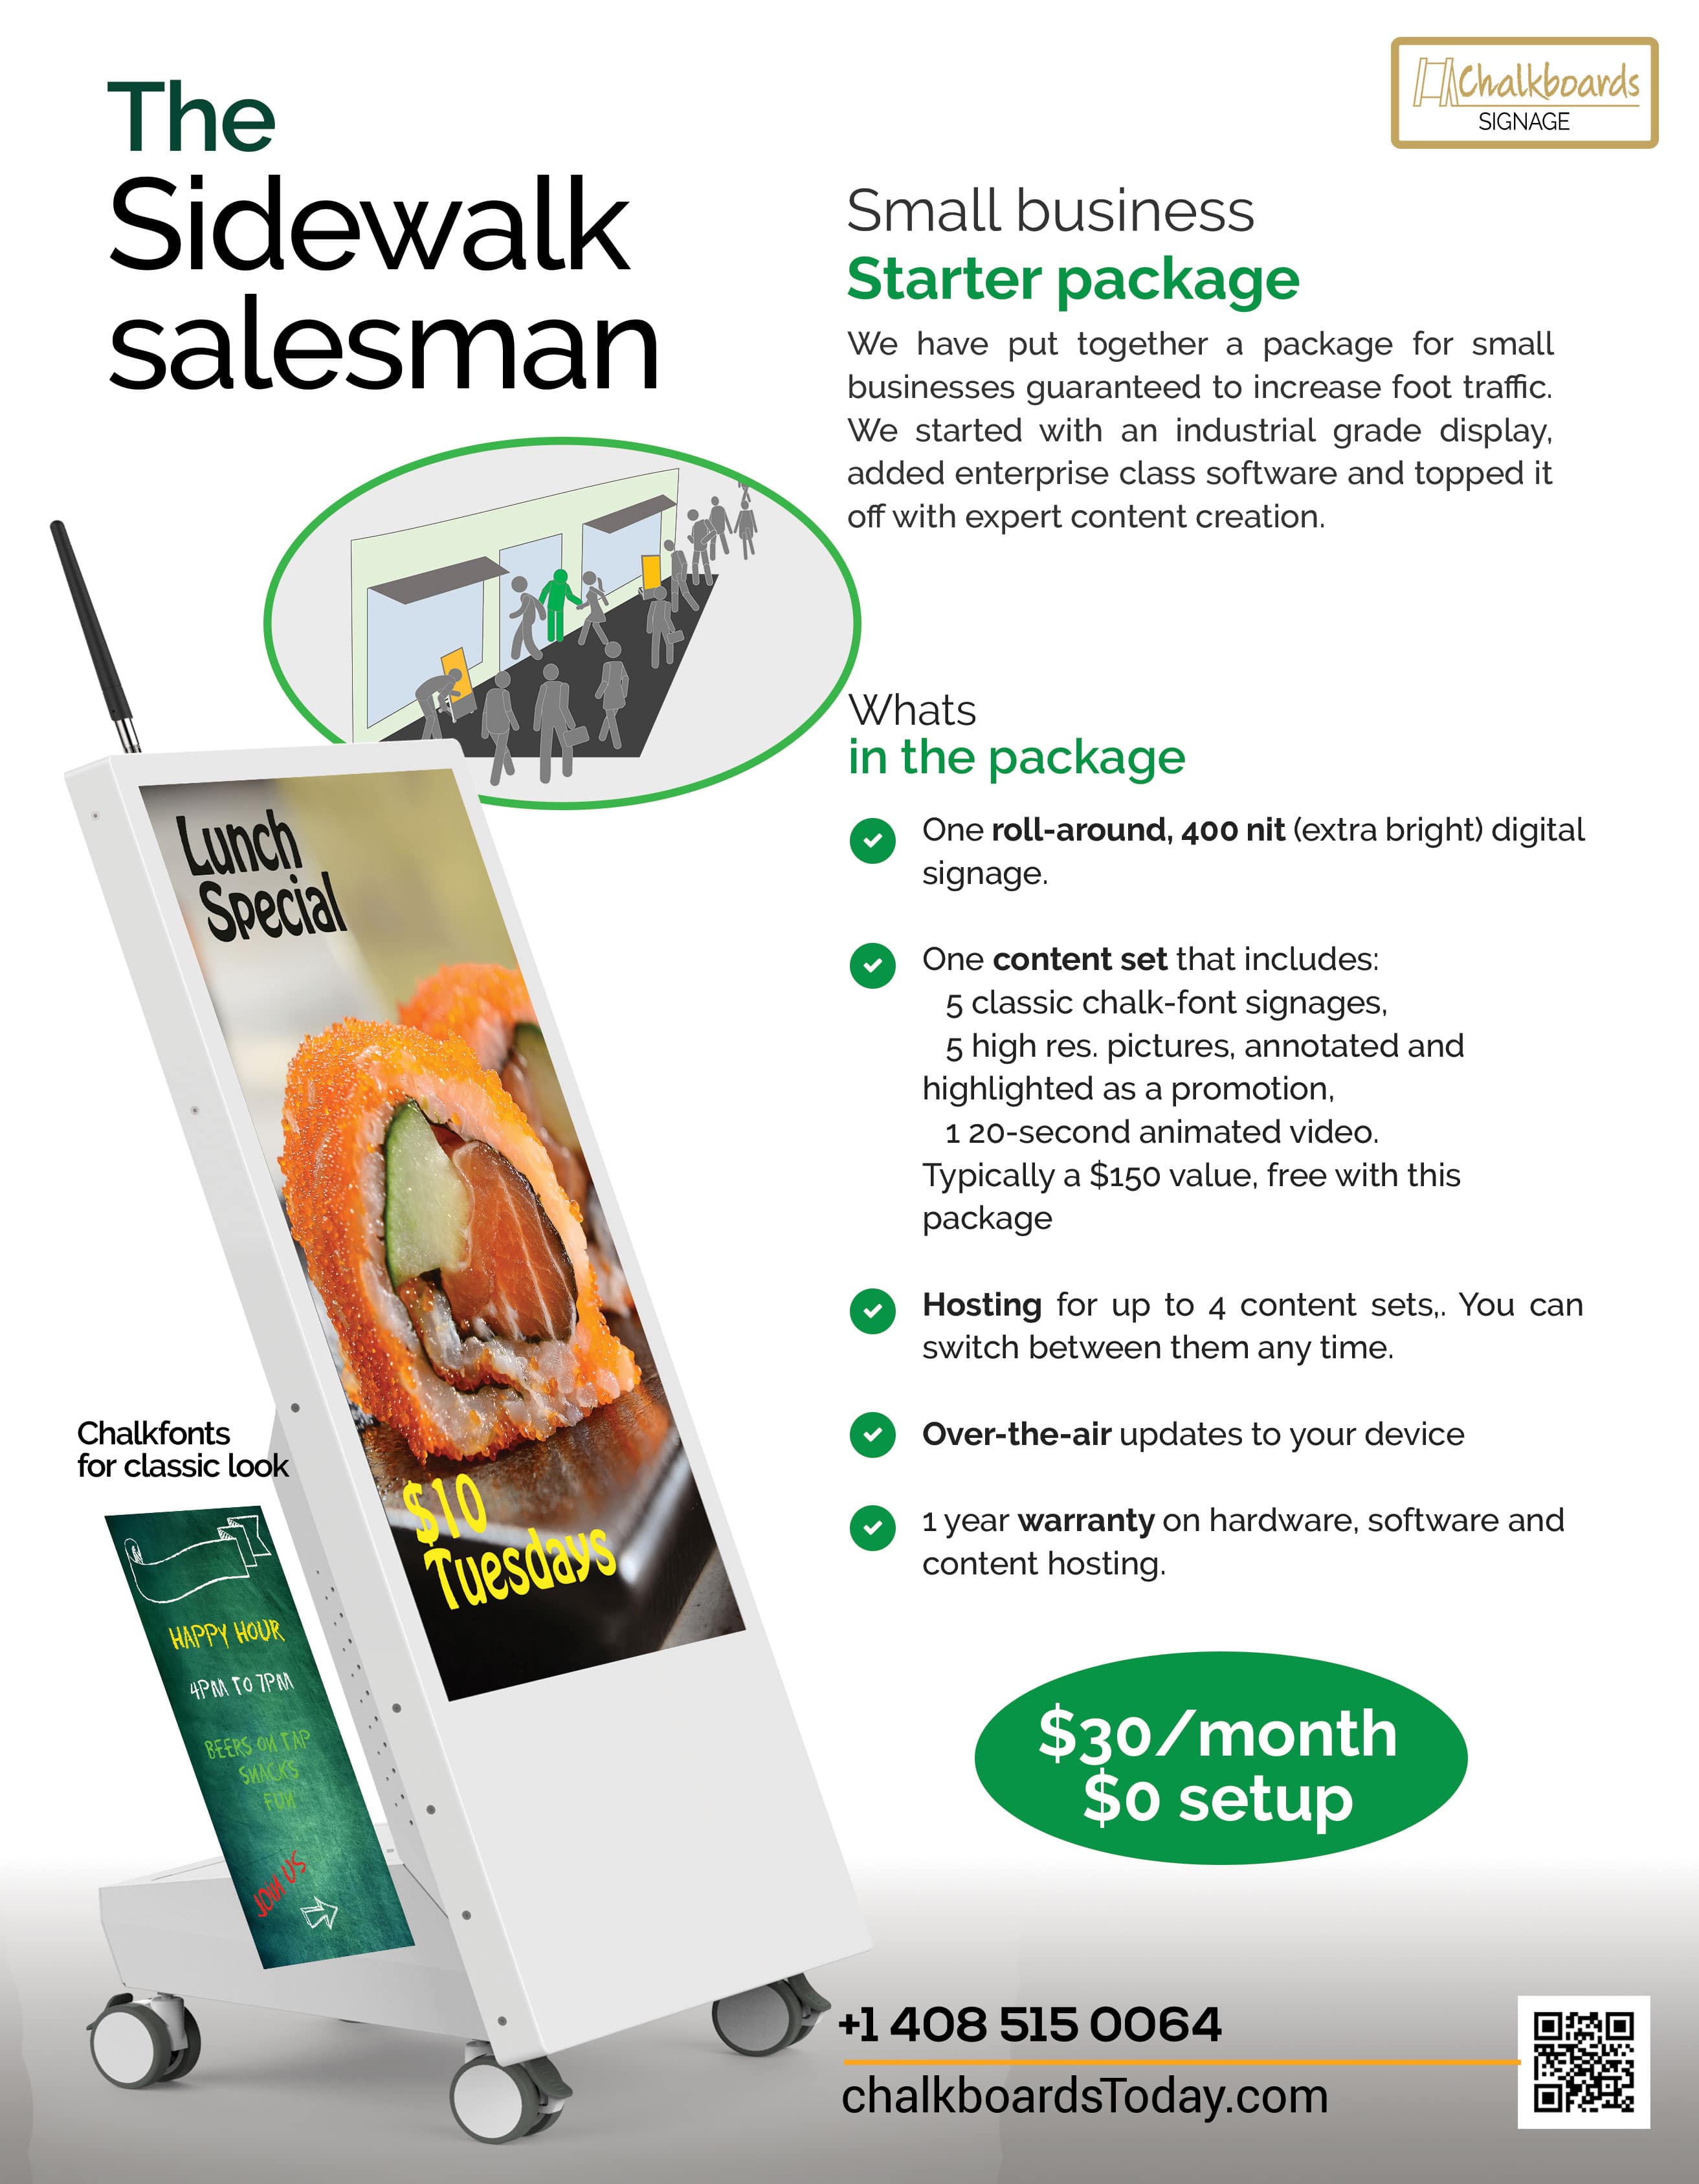 The
Sidewalk
salesman
Chalkboards
SIGNAGE
Small business
Starter package
We have put together a package for small
businesses guaranteed to increase foot traffic.
We started with an industrial grade display,
added enterprise class software and topped it
off with expert content creation.
Whats
in the package
One roll-around, 400 nit (extra bright) digital
signage.
One content set that includes:
5 classic chalk-font signages,
5 high res. pictures, annotated and
highlighted as a promotion,
1 20-second animated video.
Typically a $150 value, free with this
package
Hosting for up to 4 content sets,. You can
switch between them any time.
Over-the-air updates to your device
1 year warranty on hardware, software and
content hosting.
$30/month
$0 setup
Lunch
Special
$10
Tuesdays
Chalkfonts
for classic look
HAPPY HOUR
4PM TO 7PM
BEERS ON TAP
SNACKS
FUN
JOIN US
+1 408 515 0064
chalkboardsToday.com